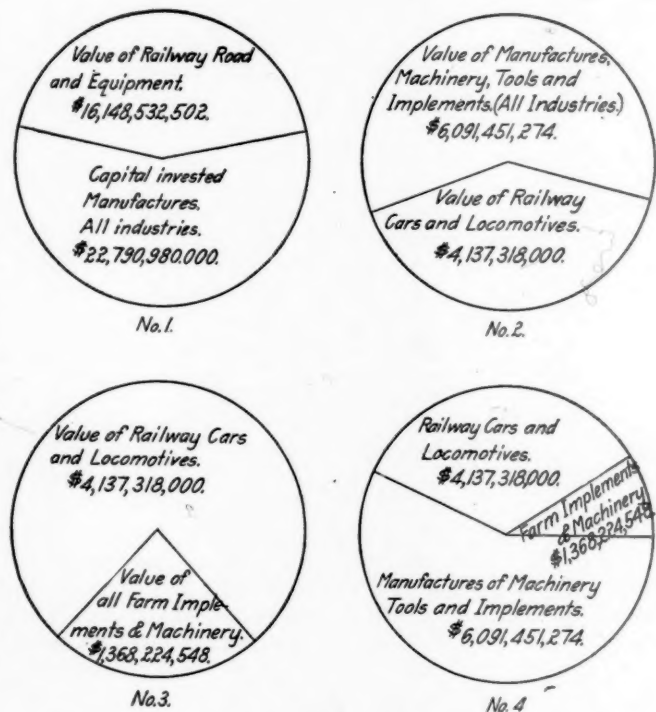 Value of Railway Road
and Equipment.
$16,148,532,502.
Capital invested
Manufactures.
All industries.
$22,790,980.000.
No.1.
Value of Manufactures,
Machinery, Tools and
Implements.(All Industries)
$6,091,451,274.
Value of Railway
Cars and Locomotives.
$4,137,318,000.
No.2.
Value of Railway Cars
and Locomotives.
$4,137,318,000.
Value of
all Farm Imple-
ments & Machinery.
$1,368,224,548.
No.3.
Railway Cars and
Locomotives.
$4,137,318,000.
Farm Implements
& Machinery
$1,368,224,548.
Manufactures of Machinery
Tools and Implements.
$6,091,451,274.
No.4